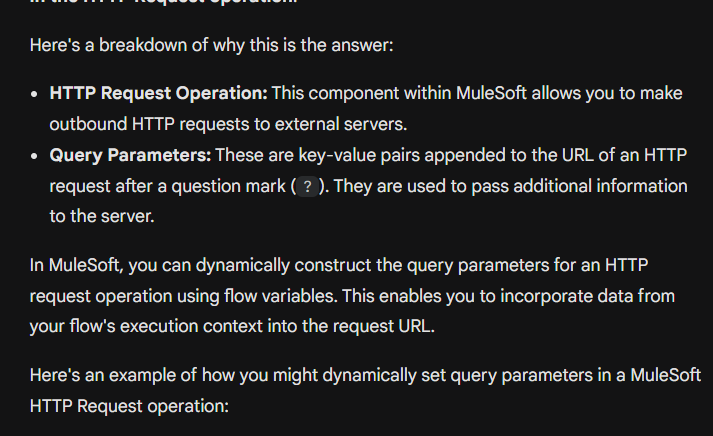 in the HTTP Request operation.
Here's a breakdown of why this is the answer:
• HTTP Request Operation: This component within MuleSoft allows you to make
outbound HTTP requests to external servers.
• Query Parameters: These are key-value pairs appended to the URL of an HTTP
request after a question mark ( ? ). They are used to pass additional information
to the server.
In MuleSoft, you can dynamically construct the query parameters for an HTTP
request operation using flow variables. This enables you to incorporate data from
your flow's execution context into the request URL.
Here's an example of how you might dynamically set query parameters in a MuleSoft
HTTP Request operation: